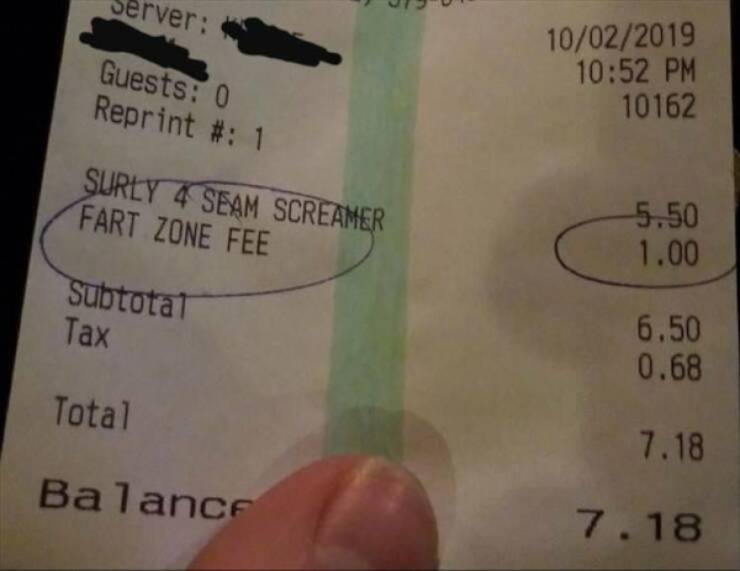 Server:
10/02/2019
10:52 PM
Guests: 0
10162
Reprint #: 1
SURLY 4 SEAM SCREAMER 5.50
FART ZONE FEE 1.00
Subtotal 6.50
Tax 0.68
Total 7.18
Balance 7.18